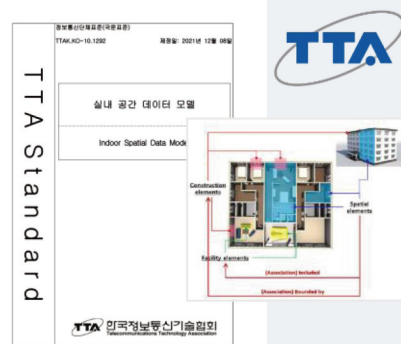 정보통신단체표준(국문표준)
TTAK.KO-10.1292 제정일: 2021년 12월 08일
TTA Standard
실내 공간 데이터 모델
Indoor Spatial Data Mode
TTA
Construction
elements
Spatial
elements
Facility elements
(Association) Included
(Association) Bounded by
TTA 한국정보통신기술협회
Telecommunications Technology Association